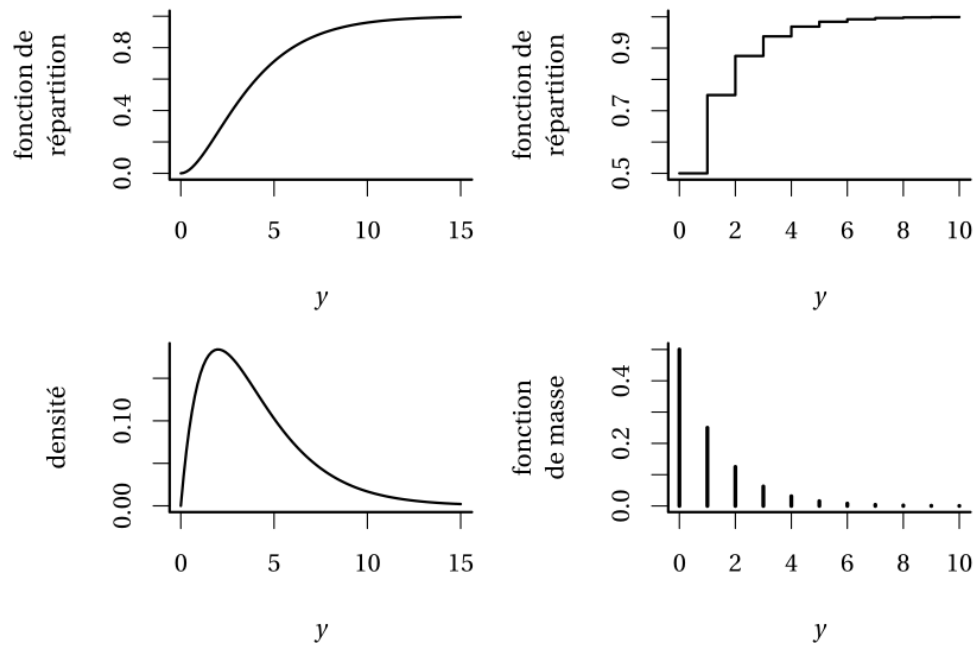 fonction de
répartition
0.0 0.4 0.8
0 5 10 15
y
fonction de
répartition
0.5 0.7 0.9
0 2 4 6 8 10
y
densité
0.00 0.10
0 5 10 15
y
fonction
de masse
0.0 0.2 0.4
0 2 4 6 8 10
y